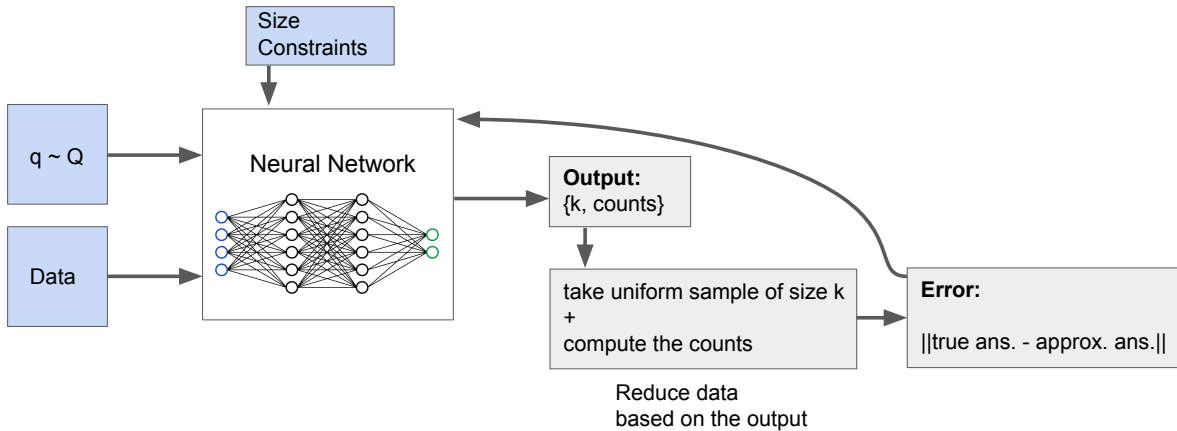 Size
Constraints
q ~ Q
Neural Network
Data
Output:
{k, counts}
take uniform sample of size k
+
compute the counts
Error:
||true ans. - approx. ans.||
Reduce data
based on the output